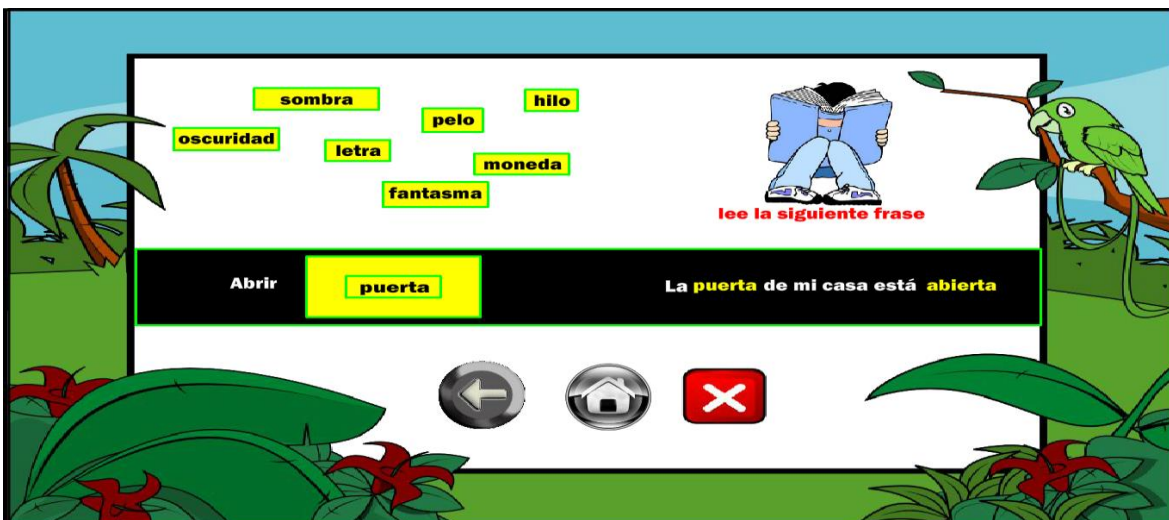 sombra
hilo
pelo
oscuridad
letra
moneda
fantasma
lee la siguiente frase
Abrir puerta La puerta de mi casa está abierta